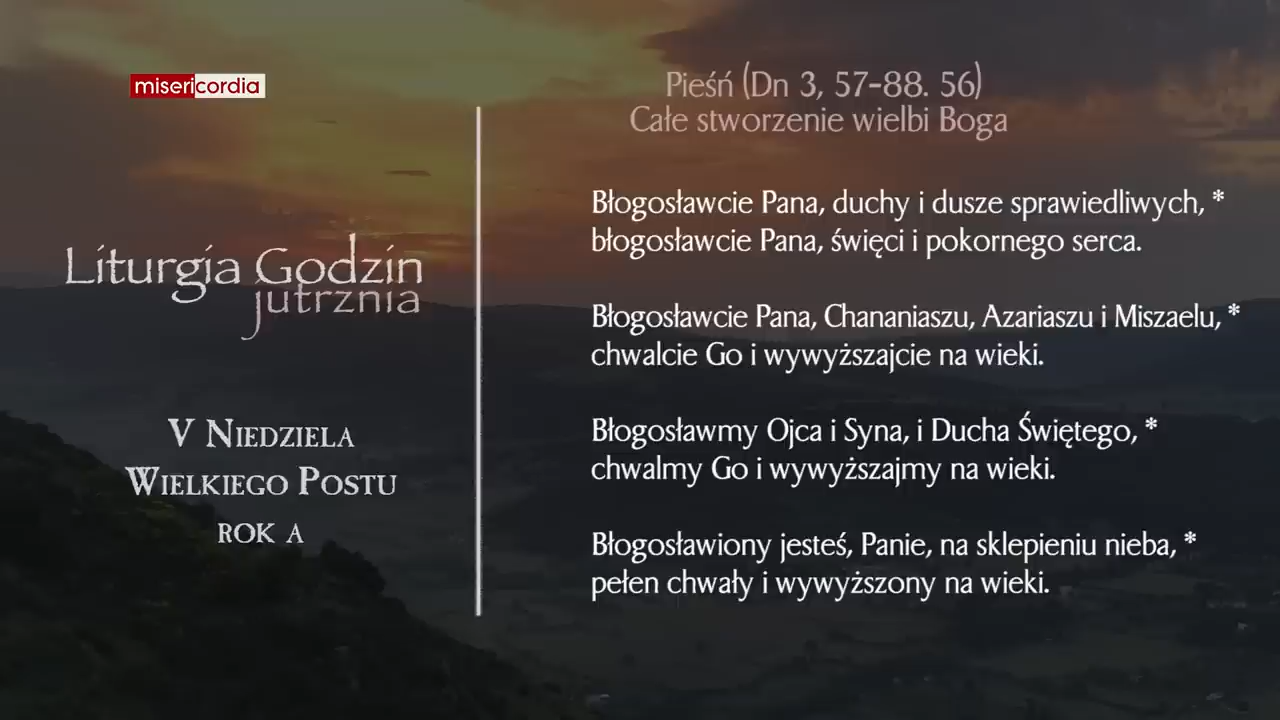 misericordia
Liturgia Godzin
jutrznia
V Niedziela
Wielkiego Postu
rok A
Pieśń (Dn 3, 57-88. 56)
Całe stworzenie wielbi Boga
Błogosławcie Pana, duchy i dusze sprawiedliwych, *
błogosławcie Pana, święci i pokornego serca.
Błogosławcie Pana, Chananiaszu, Azariaszu i Miszaelu, *
chwalcie Go i wywyższajcie na wieki.
Błogosławmy Ojca i Syna, i Ducha Świętego, *
chwalmy Go i wywyższajmy na wieki.
Błogosławiony jesteś, Panie, na sklepieniu nieba, *
pełen chwały i wywyższony na wieki.